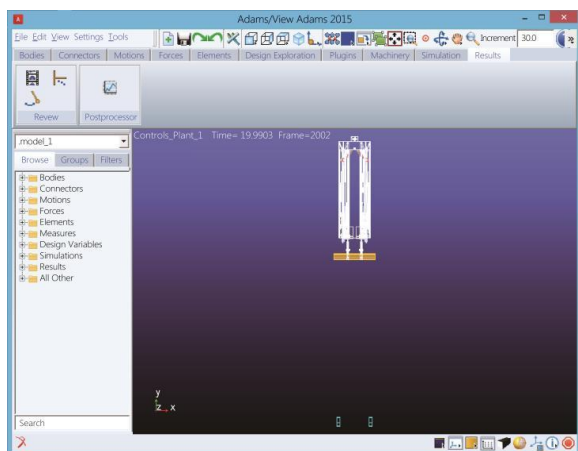 Adams/View Adams 2015
File Edit View Settings Tools
Increment 30.0
Bodies Connectors Motions Forces Elements Design Exploration Plugins Machinery Simulation Results
Review Postprocessor
.model_1
Controls_Plant_1 Time= 19.9903 Frame=2002
Browse Groups Filters
Bodies
Connectors
Motions
Forces
Elements
Measures
Design Variables
Simulations
Results
All Other
y
z x
Search